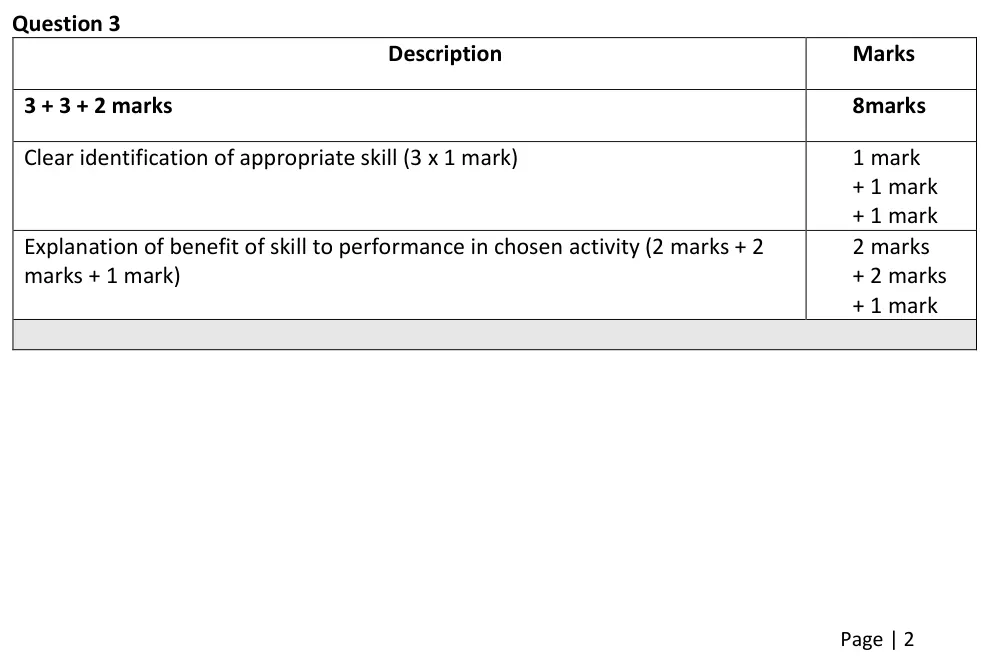 Question 3
Description
Marks
3 + 3 + 2 marks
8marks
Clear identification of appropriate skill (3 x 1 mark)
1 mark
+ 1 mark
+ 1 mark
Explanation of benefit of skill to performance in chosen activity (2 marks + 2
marks + 1 mark)
2 marks
+ 2 marks
+ 1 mark
Page | 2